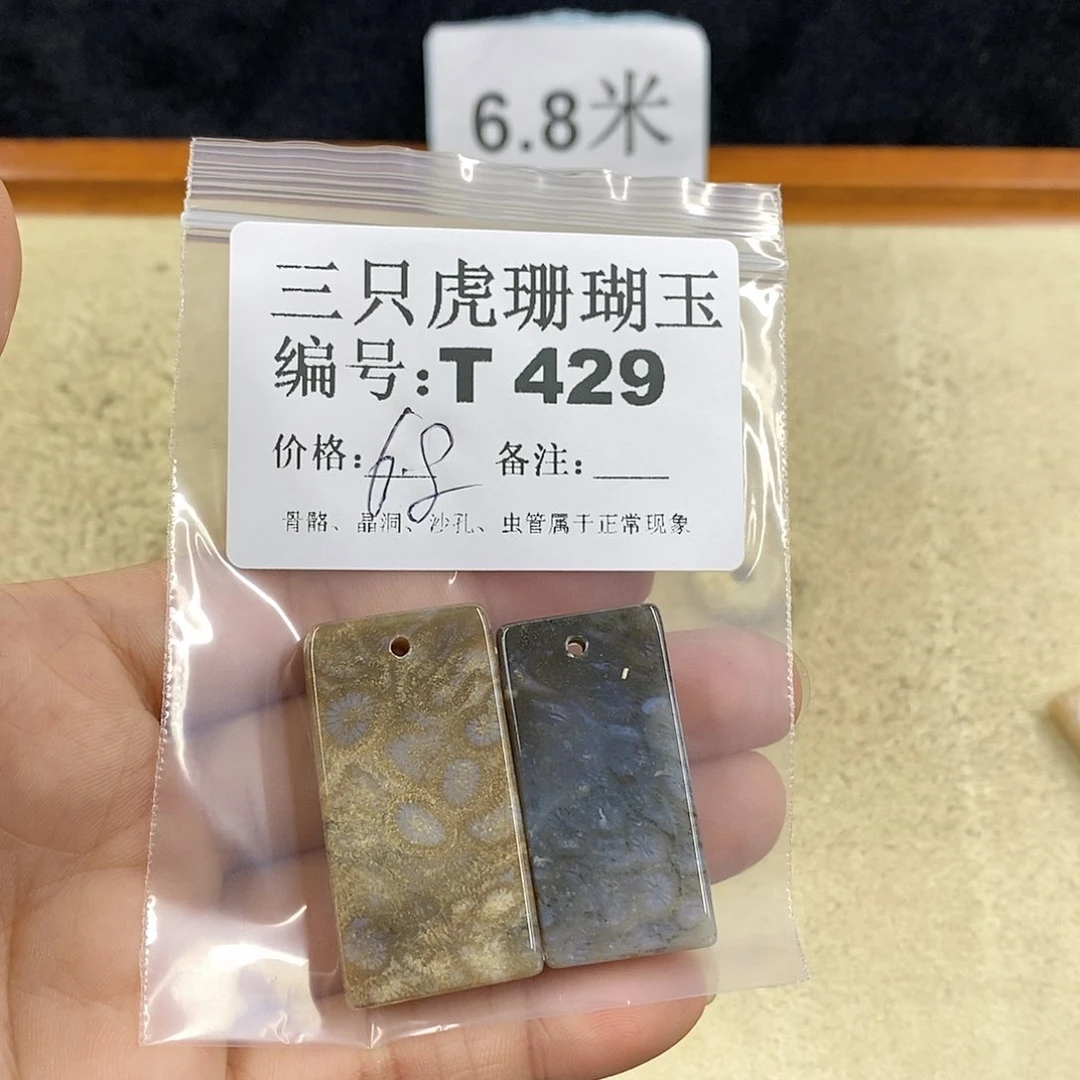 6.8米
三只虎珊瑚玉
编号:T 429
价格:6.8 备注:____
骨骼、晶洞、沙孔、虫管属于正常现象